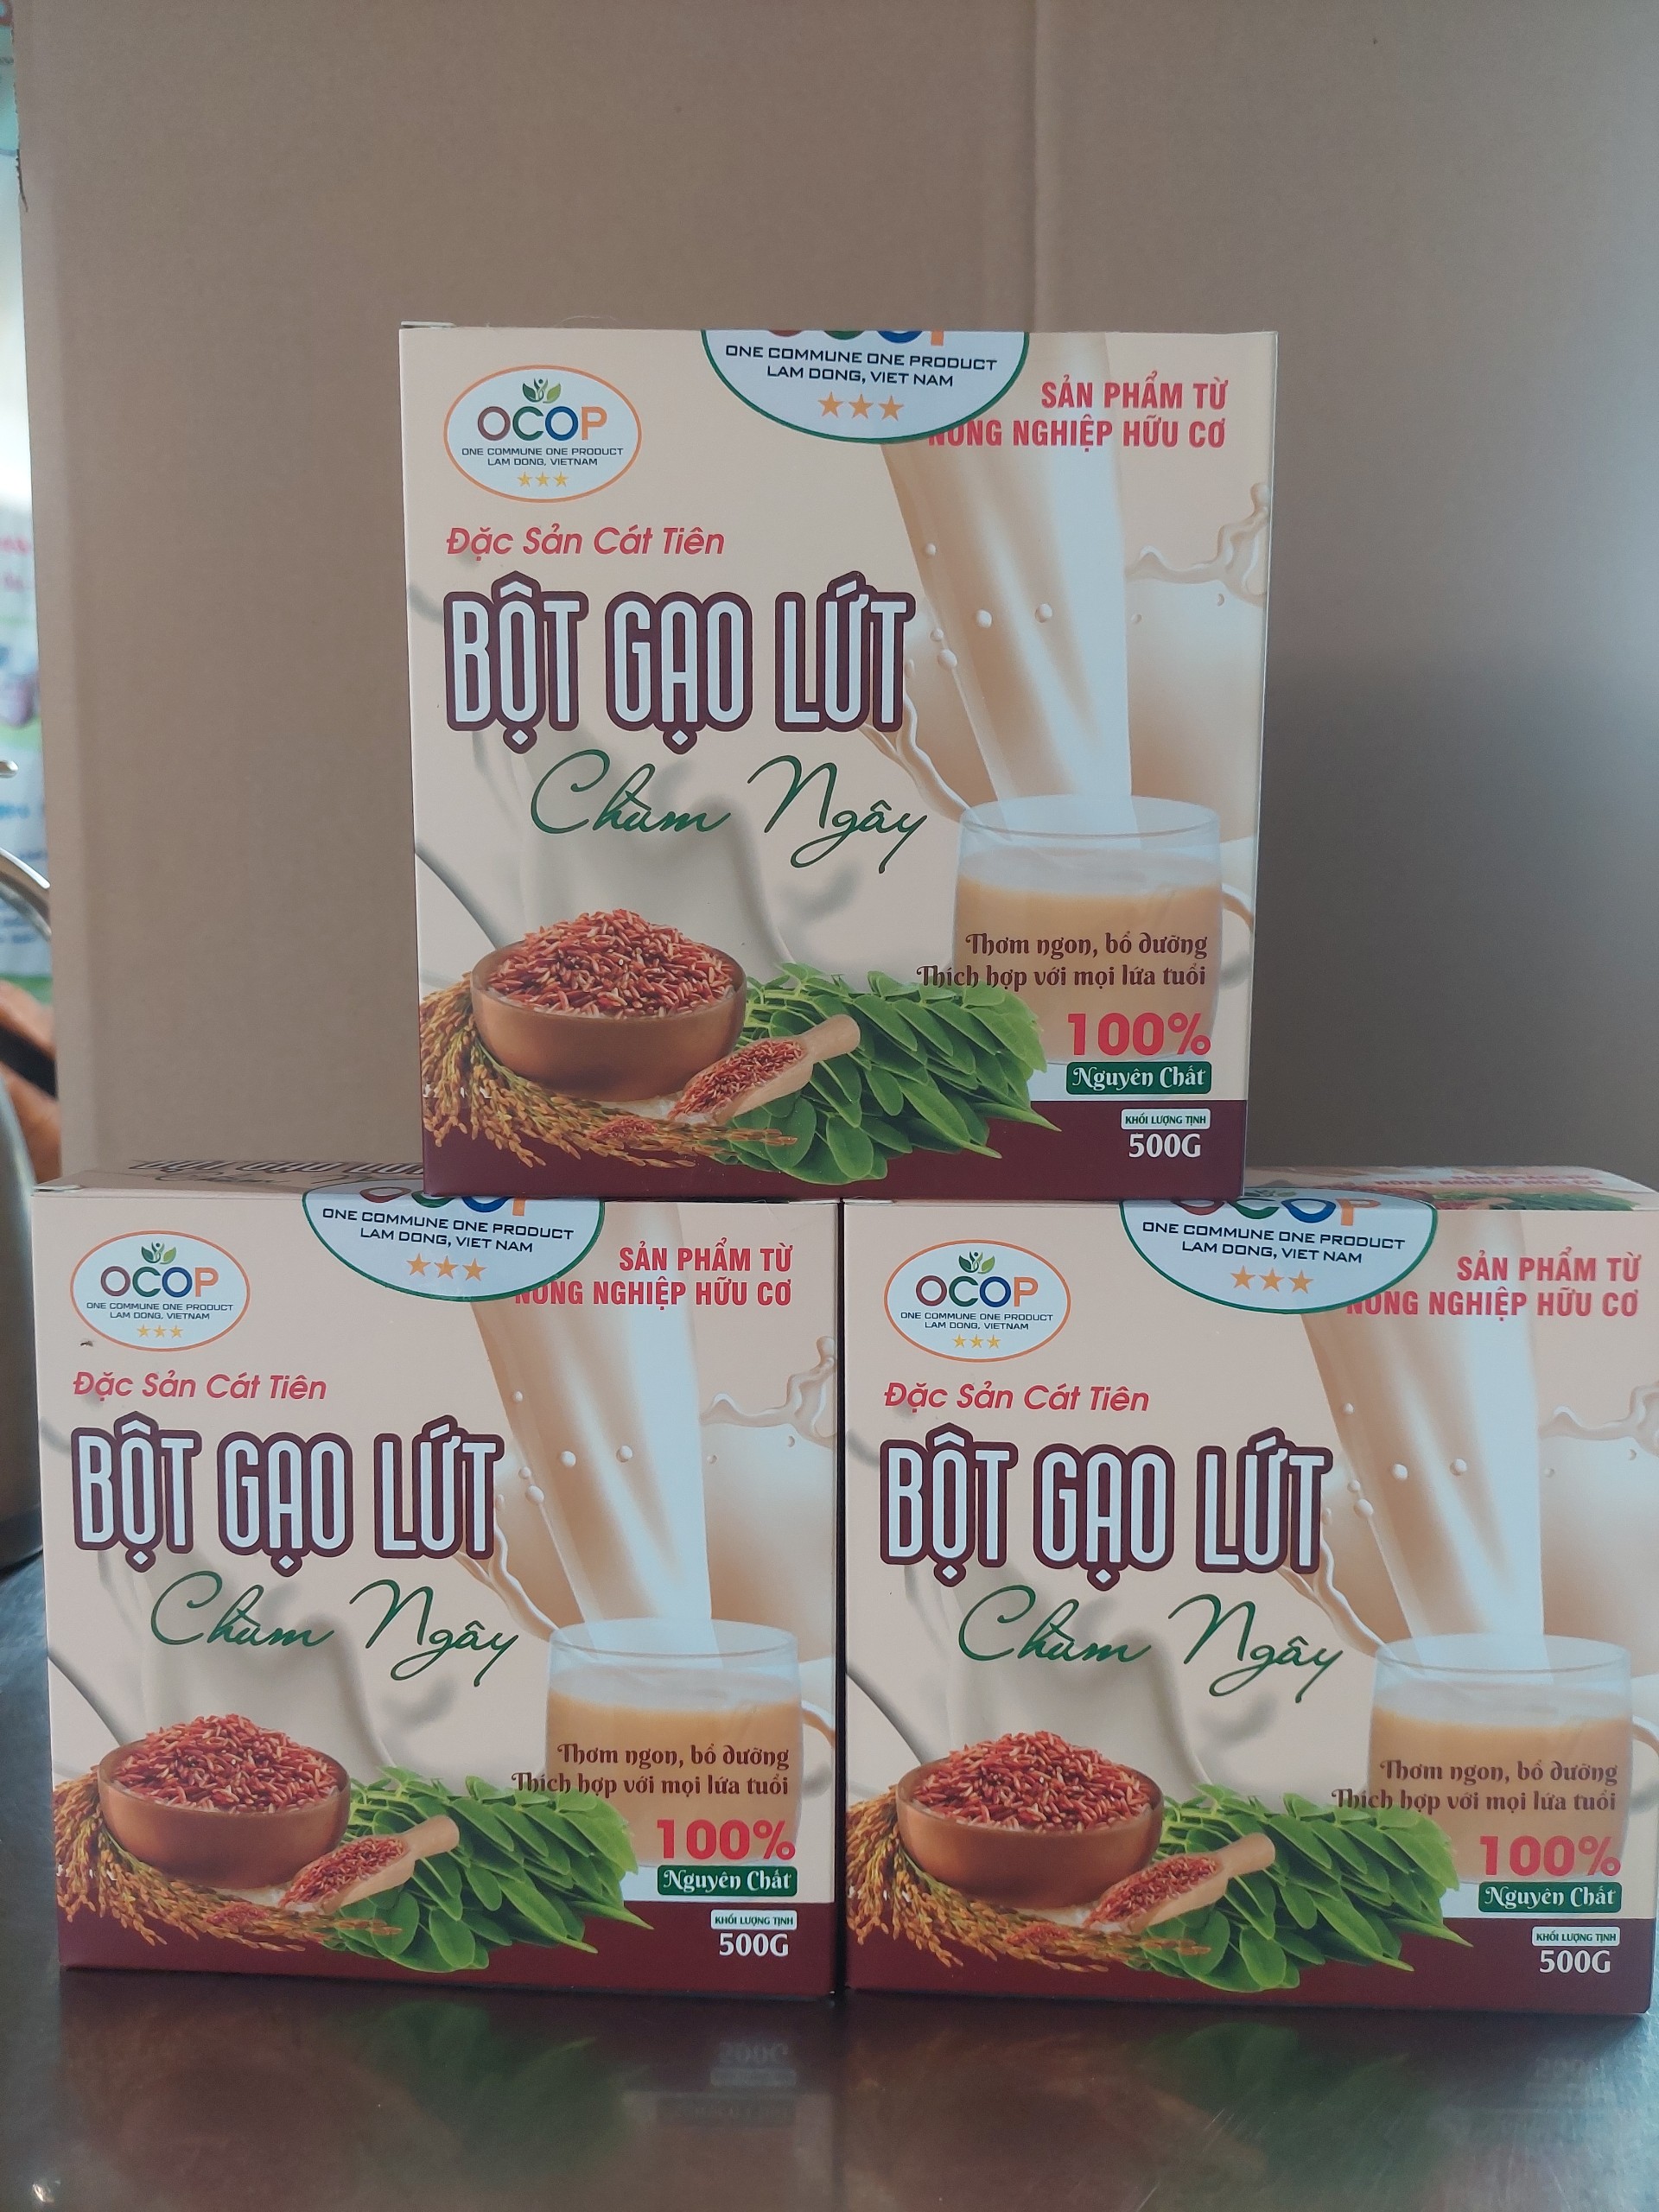 ONE COMMUNE ONE PRODUCT
LAM DONG, VIET NAM
OCOP
ONE COMMUNE ONE PRODUCT
LAM DONG, VIETNAM
SẢN PHẨM TỪ
NÔNG NGHIỆP HỮU CƠ
Đặc Sản Cát Tiên
BỘT GẠO LỨT
Chùm Ngây
Thơm ngon, bổ dưỡng
Thích hợp với mọi lứa tuổi
100%
Nguyên Chất
KHỐI LƯỢNG TỊNH
500G
ONE COMMUNE ONE PRODUCT
LAM DONG, VIET NAM
OCOP
ONE COMMUNE ONE PRODUCT
LAM DONG, VIETNAM
SẢN PHẨM TỪ
NÔNG NGHIỆP HỮU CƠ
Đặc Sản Cát Tiên
BỘT GẠO LỨT
Chùm Ngây
Thơm ngon, bổ dưỡng
Thích hợp với mọi lứa tuổi
100%
Nguyên Chất
KHỐI LƯỢNG TỊNH
500G
ONE COMMUNE ONE PRODUCT
LAM DONG, VIET NAM
OCOP
ONE COMMUNE ONE PRODUCT
LAM DONG, VIETNAM
SẢN PHẨM TỪ
NÔNG NGHIỆP HỮU CƠ
Đặc Sản Cát Tiên
BỘT GẠO LỨT
Chùm Ngây
Thơm ngon, bổ dưỡng
Thích hợp với mọi lứa tuổi
100%
Nguyên Chất
KHỐI LƯỢNG TỊNH
500G